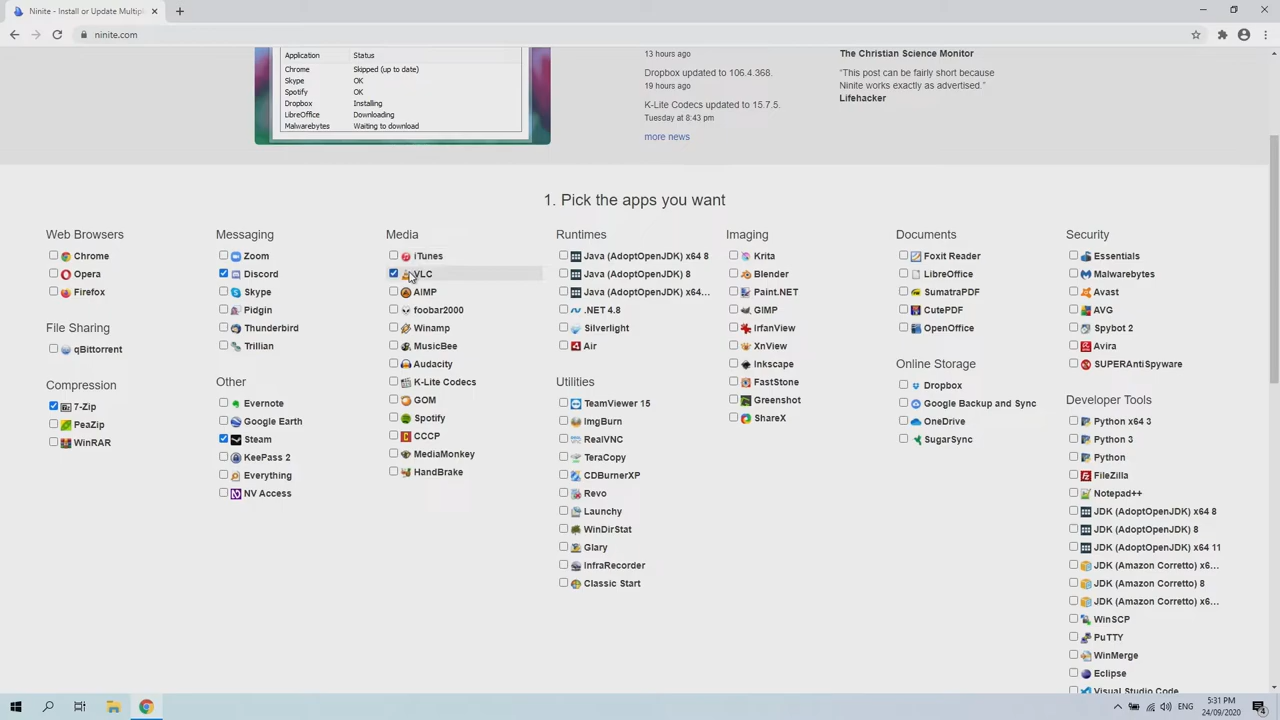 Ninite - Install or Update Multipl
ninite.com
Application Status
Chrome Skipped (up to date)
Skype OK
Spotify OK
Dropbox Installing
LibreOffice Downloading
Malwarebytes Waiting to download
13 hours ago
Dropbox updated to 106.4.368.
19 hours ago
K-Lite Codecs updated to 15.7.5.
Tuesday at 8:43 pm
more news
The Christian Science Monitor
"This post can be fairly short because
Ninite works exactly as advertised."
Lifehacker
1. Pick the apps you want
Web Browsers
Chrome
Opera
Firefox
File Sharing
qBittorrent
Compression
7-Zip
PeaZip
WinRAR
Messaging
Zoom
Discord
Skype
Pidgin
Thunderbird
Trillian
Other
Evernote
Google Earth
Steam
KeePass 2
Everything
NV Access
Media
iTunes
VLC
AIMP
foobar2000
Winamp
MusicBee
Audacity
K-Lite Codecs
GOM
Spotify
CCCP
MediaMonkey
HandBrake
Runtimes
Java (AdoptOpenJDK) x64 8
Java (AdoptOpenJDK) 8
Java (AdoptOpenJDK) x64...
.NET 4.8
Silverlight
Air
Utilities
TeamViewer 15
ImgBurn
RealVNC
TeraCopy
CDBurnerXP
Revo
Launchy
WinDirStat
Glary
InfraRecorder
Classic Start
Imaging
Krita
Blender
Paint.NET
GIMP
IrfanView
XnView
Inkscape
FastStone
Greenshot
ShareX
Documents
Foxit Reader
LibreOffice
SumatraPDF
CutePDF
OpenOffice
Online Storage
Dropbox
Google Backup and Sync
OneDrive
SugarSync
Security
Essentials
Malwarebytes
Avast
AVG
Spybot 2
Avira
SUPERAntiSpyware
Developer Tools
Python x64 3
Python 3
Python
FileZilla
Notepad++
JDK (AdoptOpenJDK) x64 8
JDK (AdoptOpenJDK) 8
JDK (AdoptOpenJDK) x64 11
JDK (Amazon Corretto) x6...
JDK (Amazon Corretto) 8
JDK (Amazon Corretto) x6...
WinSCP
PuTTY
WinMerge
Eclipse
Visual Studio Code
ENG
5:31 PM
24/09/2020
4